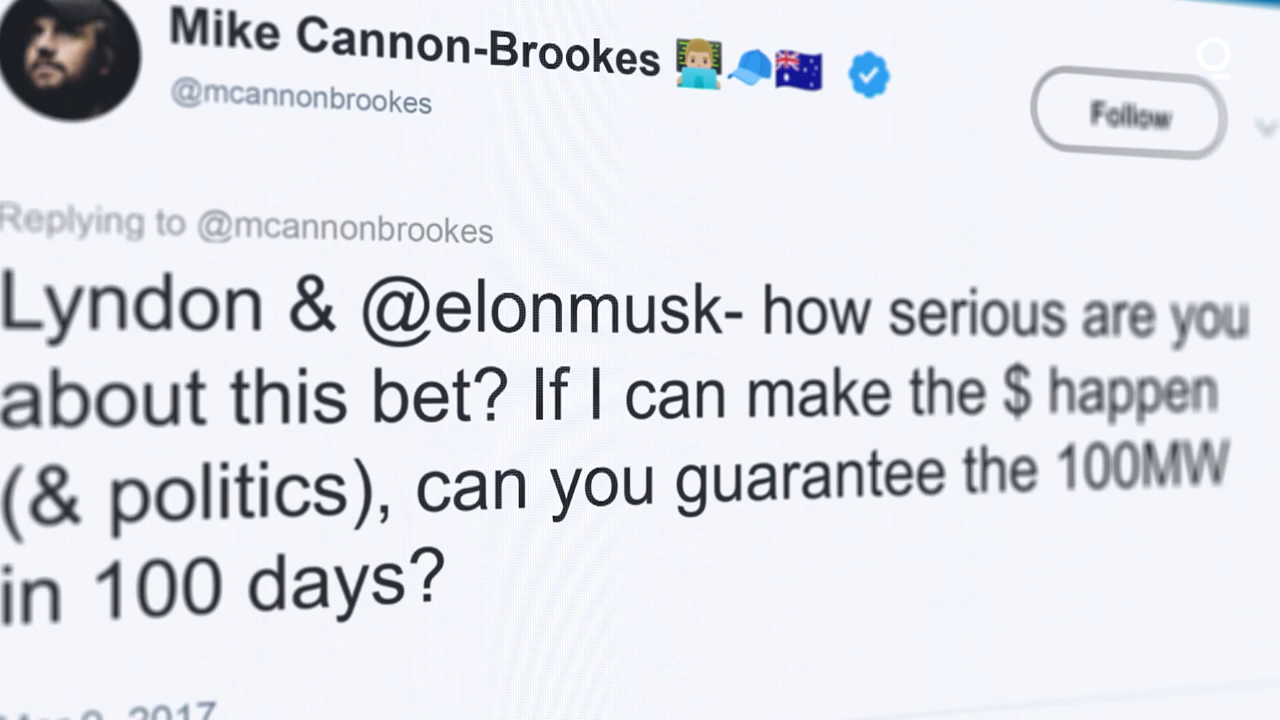 Mike Cannon-Brookes
@mcannonbrookes
Follow
Replying to @mcannonbrookes
Lyndon & @elonmusk- how serious are you
about this bet? If I can make the $ happen
(& politics), can you guarantee the 100MW
in 100 days?
2017